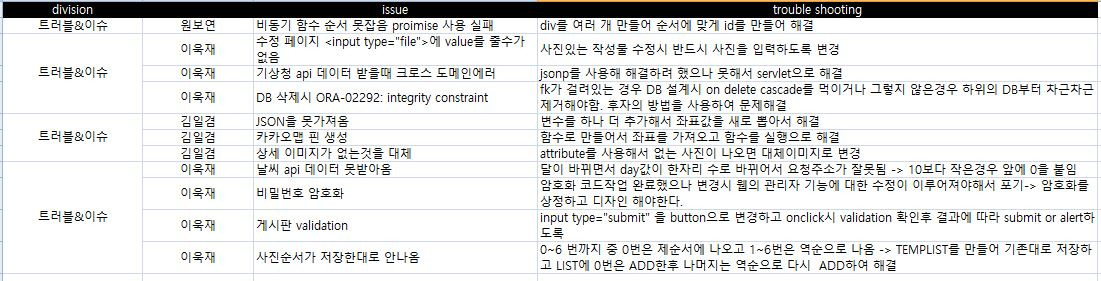 division issue trouble shooting
트러블&이슈 원보연 비동기 함수 순서 못잡음 proimise 사용 실패 div를 여러 개 만들어 순서에 맞게 id를 만들어 해결
트러블&이슈
이욱재 수정 페이지 <input type="file">에 value를 줄수가
없음
사진있는 작성물 수정시 반드시 사진을 입력하도록 변경
이욱재 기상청 api 데이터 받을때 크로스 도메인에러 jsonp를 사용해 해결하려 했으나 못해서 servlet으로 해결
이욱재 DB 삭제시 ORA-02292: integrity constraint
fk가 걸려있는 경우 DB 설계시 on delete cascade를 먹이거나 그렇지 않은경우 하위의 DB부터 차근차근
제거해야함. 후자의 방법을 사용하여 문제해결
트러블&이슈
김일겸 JSON을 못가져옴 변수를 하나 더 추가해서 좌표값을 새로 뽑아서 해결
김일겸 카카오맵 핀 생성 함수로 만들어서 좌표를 가져오고 함수를 실행으로 해결
김일겸 상세 이미지가 없는것을 대체 attribute를 사용해서 없는 사진이 나오면 대체이미지로 변경
트러블&이슈
이욱재 날씨 api 데이터 못받아옴 달이 바뀌면서 day값이 한자리 수로 바뀌어서 요청주소가 잘못됨 -> 10보다 작은경우 앞에 0을 붙임
이욱재 비밀번호 암호화
암호화 코드작업 완료했으나 변경시 웹의 관리자 기능에 대한 수정이 이루어져야해서 포기-> 암호화를
상정하고 디자인 해야한다.
이욱재 게시판 validation
input type="submit" 을 button으로 변경하고 onclick시 validation 확인후 결과에 따라 submit or alert하
도록
이욱재 사진순서가 저장한대로 안나옴
0~6 번까지 중 0번은 제순서에 나오고 1~6번은 역순으로 나옴 -> TEMPLIST를 만들어 기존대로 저장하
고 LIST에 0번은 ADD한후 나머지는 역순으로 다시 ADD하여 해결